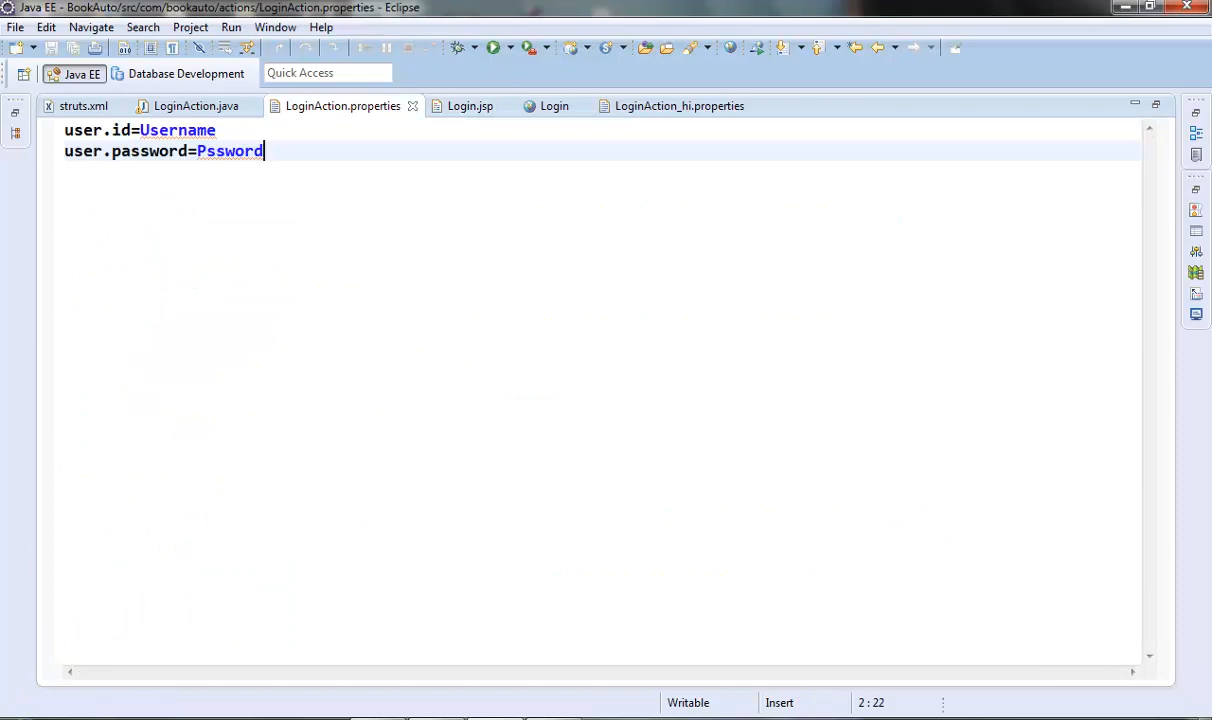 Java EE - BookAuto/src/com/bookauto/actions/LoginAction.properties - Eclipse
File Edit Navigate Search Project Run Window Help
Java EE Database Development Quick Access
struts.xml LoginAction.java LoginAction.properties Login.jsp Login LoginAction_hi.properties
user.id=Username
user.password=Pssword
Writable Insert 2 : 22